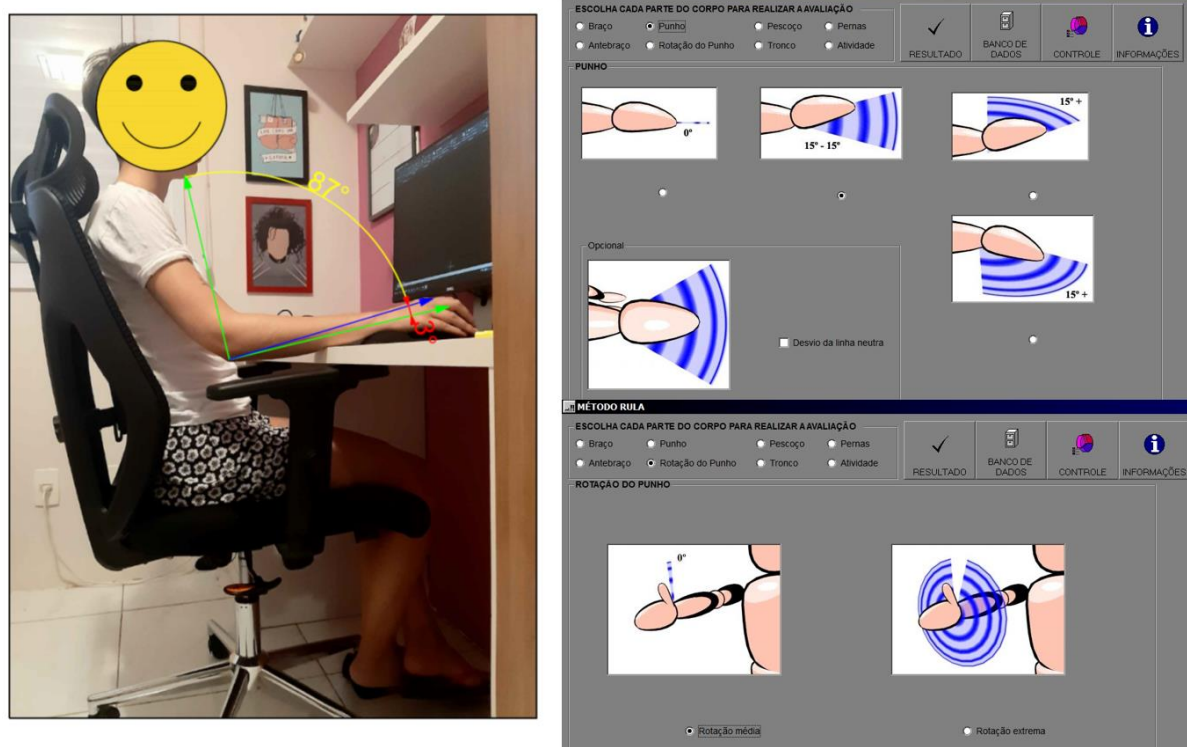 87°
3°
ESCOLHA CADA PARTE DO CORPO PARA REALIZAR A AVALIAÇÃO
Braço
Punho
Pescoço
Pernas
Antebraço
Rotação do Punho
Tronco
Atividade
RESULTADO
BANCO DE
DADOS
CONTROLE
INFORMAÇÕES
PUNHO
0°
15° - 15°
15° +
Opcional
15° +
Desvio da linha neutra
MÉTODO RULA
ESCOLHA CADA PARTE DO CORPO PARA REALIZAR A AVALIAÇÃO
Braço
Punho
Pescoço
Pernas
Antebraço
Rotação do Punho
Tronco
Atividade
RESULTADO
BANCO DE
DADOS
CONTROLE
INFORMAÇÕES
ROTAÇÃO DO PUNHO
0°
Rotação média
Rotação extrema